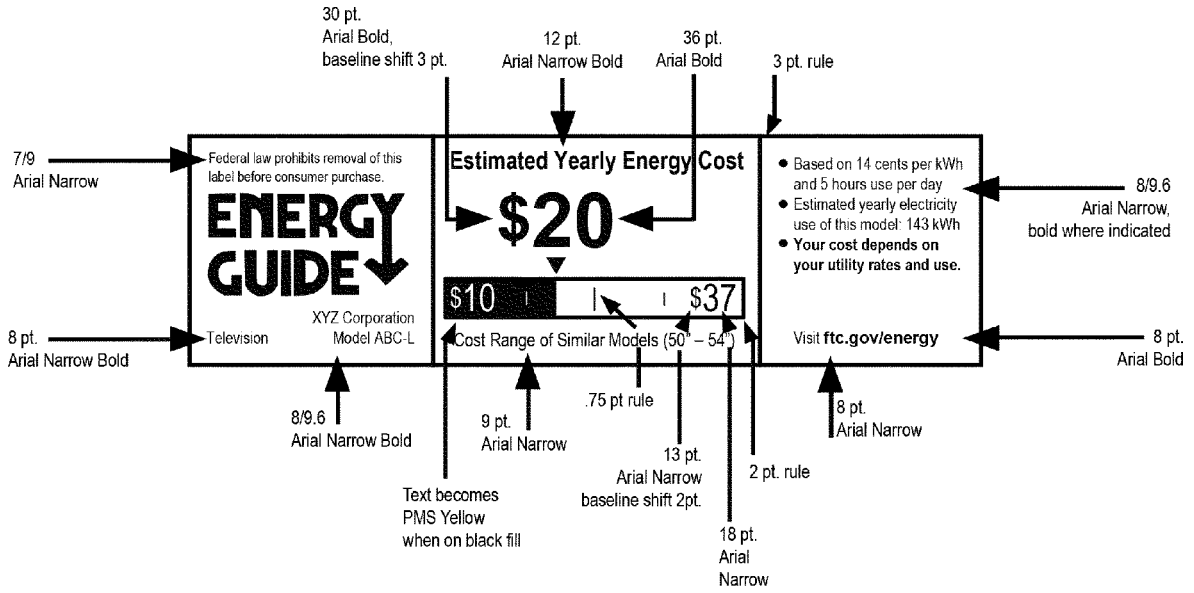 30 pt.
Arial Bold,
baseline shift 3 pt.
12 pt.
Arial Narrow Bold
36 pt.
Arial Bold
3 pt. rule
7/9
Arial Narrow
Federal law prohibits removal of this
label before consumer purchase.
ENERGY
GUIDE
XYZ Corporation
Television
Model ABC-L
Estimated Yearly Energy Cost
$20
$10
$37
Cost Range of Similar Models (50" – 54")
● Based on 14 cents per kWh
and 5 hours use per day
● Estimated yearly electricity
use of this model: 143 kWh
● Your cost depends on
your utility rates and use.
Visit ftc.gov/energy
8/9.6
Arial Narrow,
bold where indicated
8 pt.
Arial Narrow Bold
8 pt.
Arial Bold
8/9.6
Arial Narrow Bold
9 pt.
Arial Narrow
.75 pt rule
8 pt.
Arial Narrow
Text becomes
PMS Yellow
when on black fill
13 pt.
Arial Narrow
baseline shift 2pt.
2 pt. rule
18 pt.
Arial
Narrow